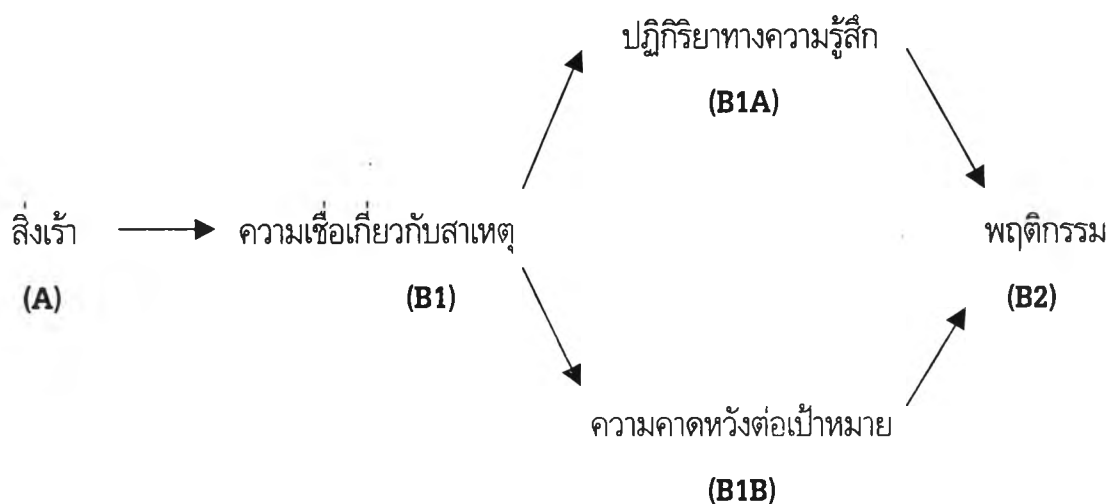 ปฏิกิริยาทางความรู้สึก
(B1A)
สิ่งเร้า
ความเชื่อเกี่ยวกับสาเหตุ
พฤติกรรม
(A)
(B1)
(B2)
ความคาดหวังต่อเป้าหมาย
(B1B)